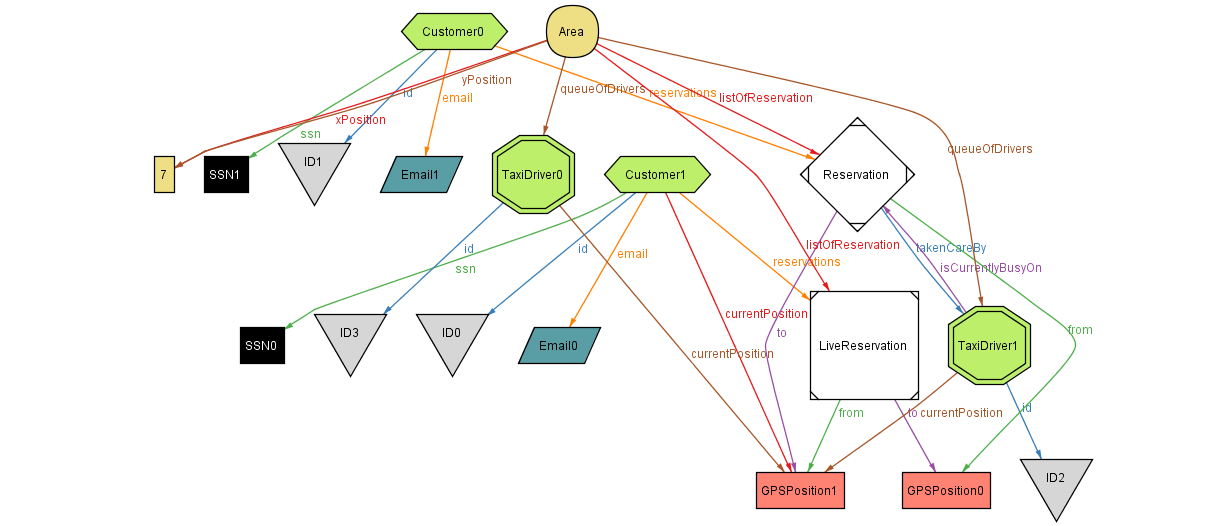 Customer0
Area
yPosition
id
email
queueOfDrivers
reservations
listOfReservation
xPosition
ssn
queueOfDrivers
7
SSN1
ID1
Email1
TaxiDriver0
Customer1
Reservation
id
id
email
ssn
listOfReservation
takenCareBy
reservations
isCurrentlyBusyOn
currentPosition
to
from
SSN0
ID3
ID0
Email0
currentPosition
LiveReservation
TaxiDriver1
from
to
currentPosition
id
GPSPosition1
GPSPosition0
ID2